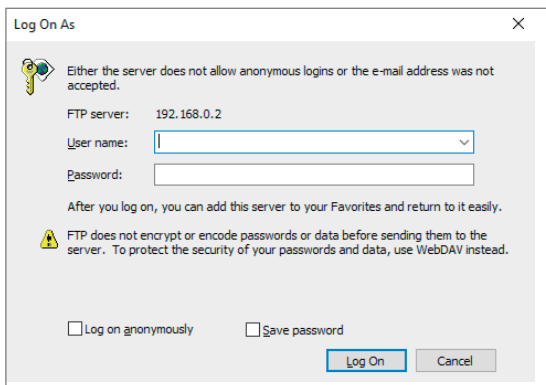 Log On As
Either the server does not allow anonymous logins or the e-mail address was not
accepted.
FTP server: 192.168.0.2
User name:
Password:
After you log on, you can add this server to your Favorites and return to it easily.
FTP does not encrypt or encode passwords or data before sending them to the
server. To protect the security of your passwords and data, use WebDAV instead.
Log on anonymously Save password
Log On Cancel